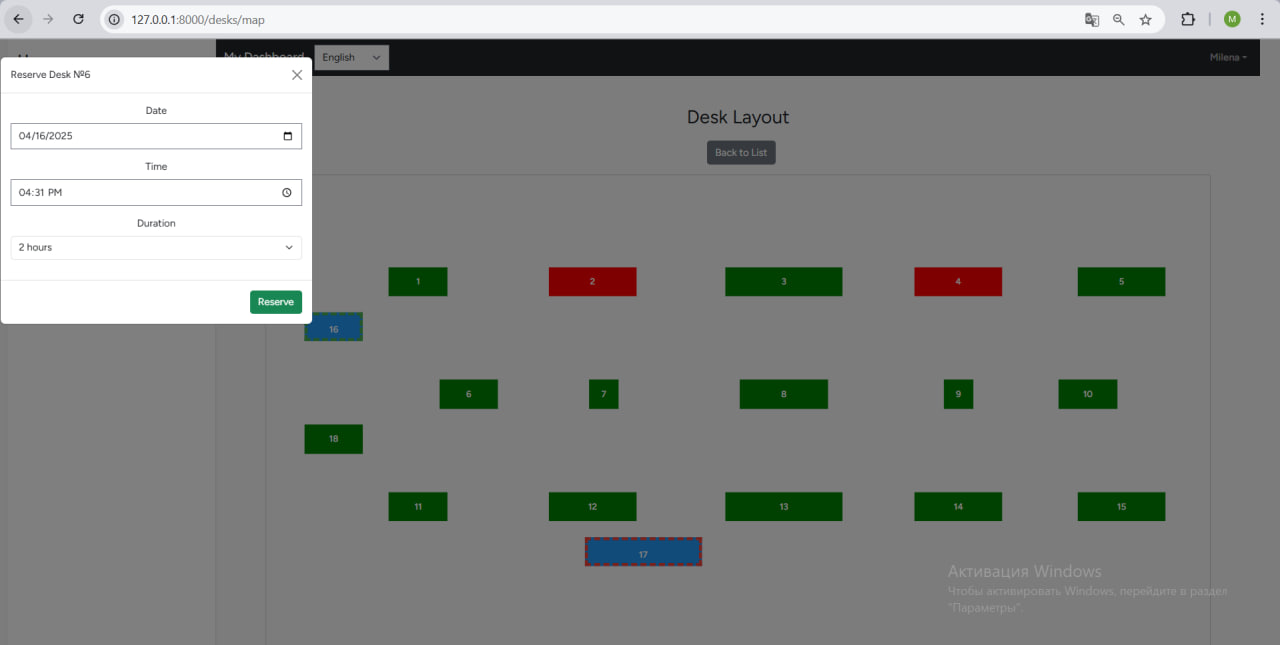 127.0.0.1:8000/desks/map
M
My Dashboard
English
Milena
Reserve Desk №6
Date
04/16/2025
Time
04:31 PM
Duration
2 hours
Reserve
Desk Layout
Back to List
1
2
3
4
5
16
6
7
8
9
10
18
11
12
13
14
15
17
Активация Windows
Чтобы активировать Windows, перейдите в раздел
"Параметры".